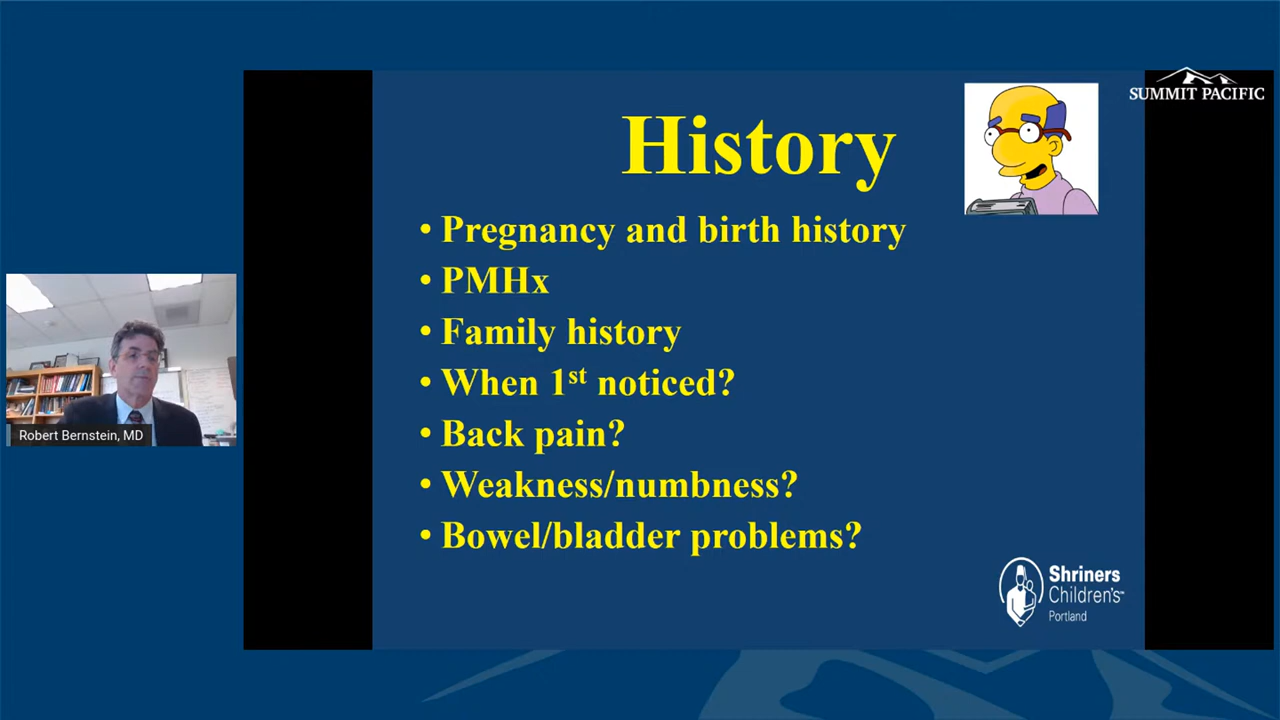 SUMMIT PACIFIC
History
• Pregnancy and birth history
• PMHx
• Family history
• When 1st noticed?
• Back pain?
• Weakness/numbness?
• Bowel/bladder problems?
Robert Bernstein, MD
Shriners
Children's™
Portland